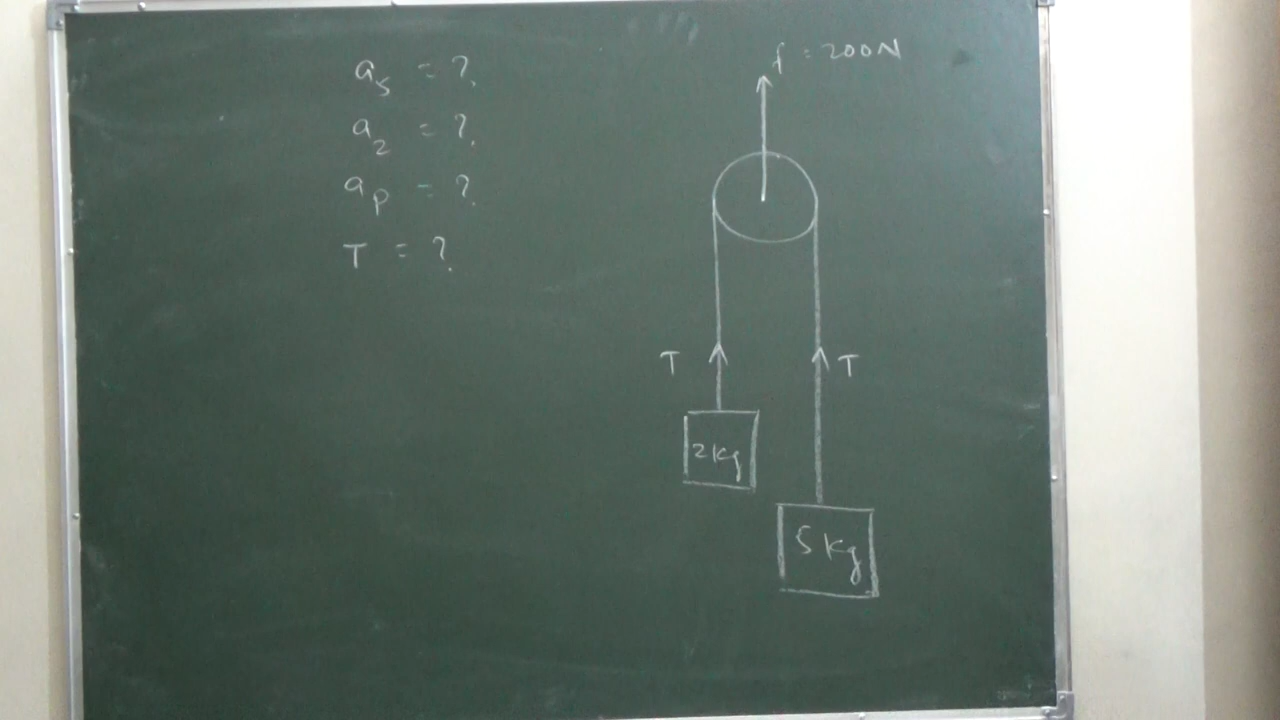 a5 = ?
a2 = ?
ap = ?
T = ?
f = 200N
T
T
2kg
5kg